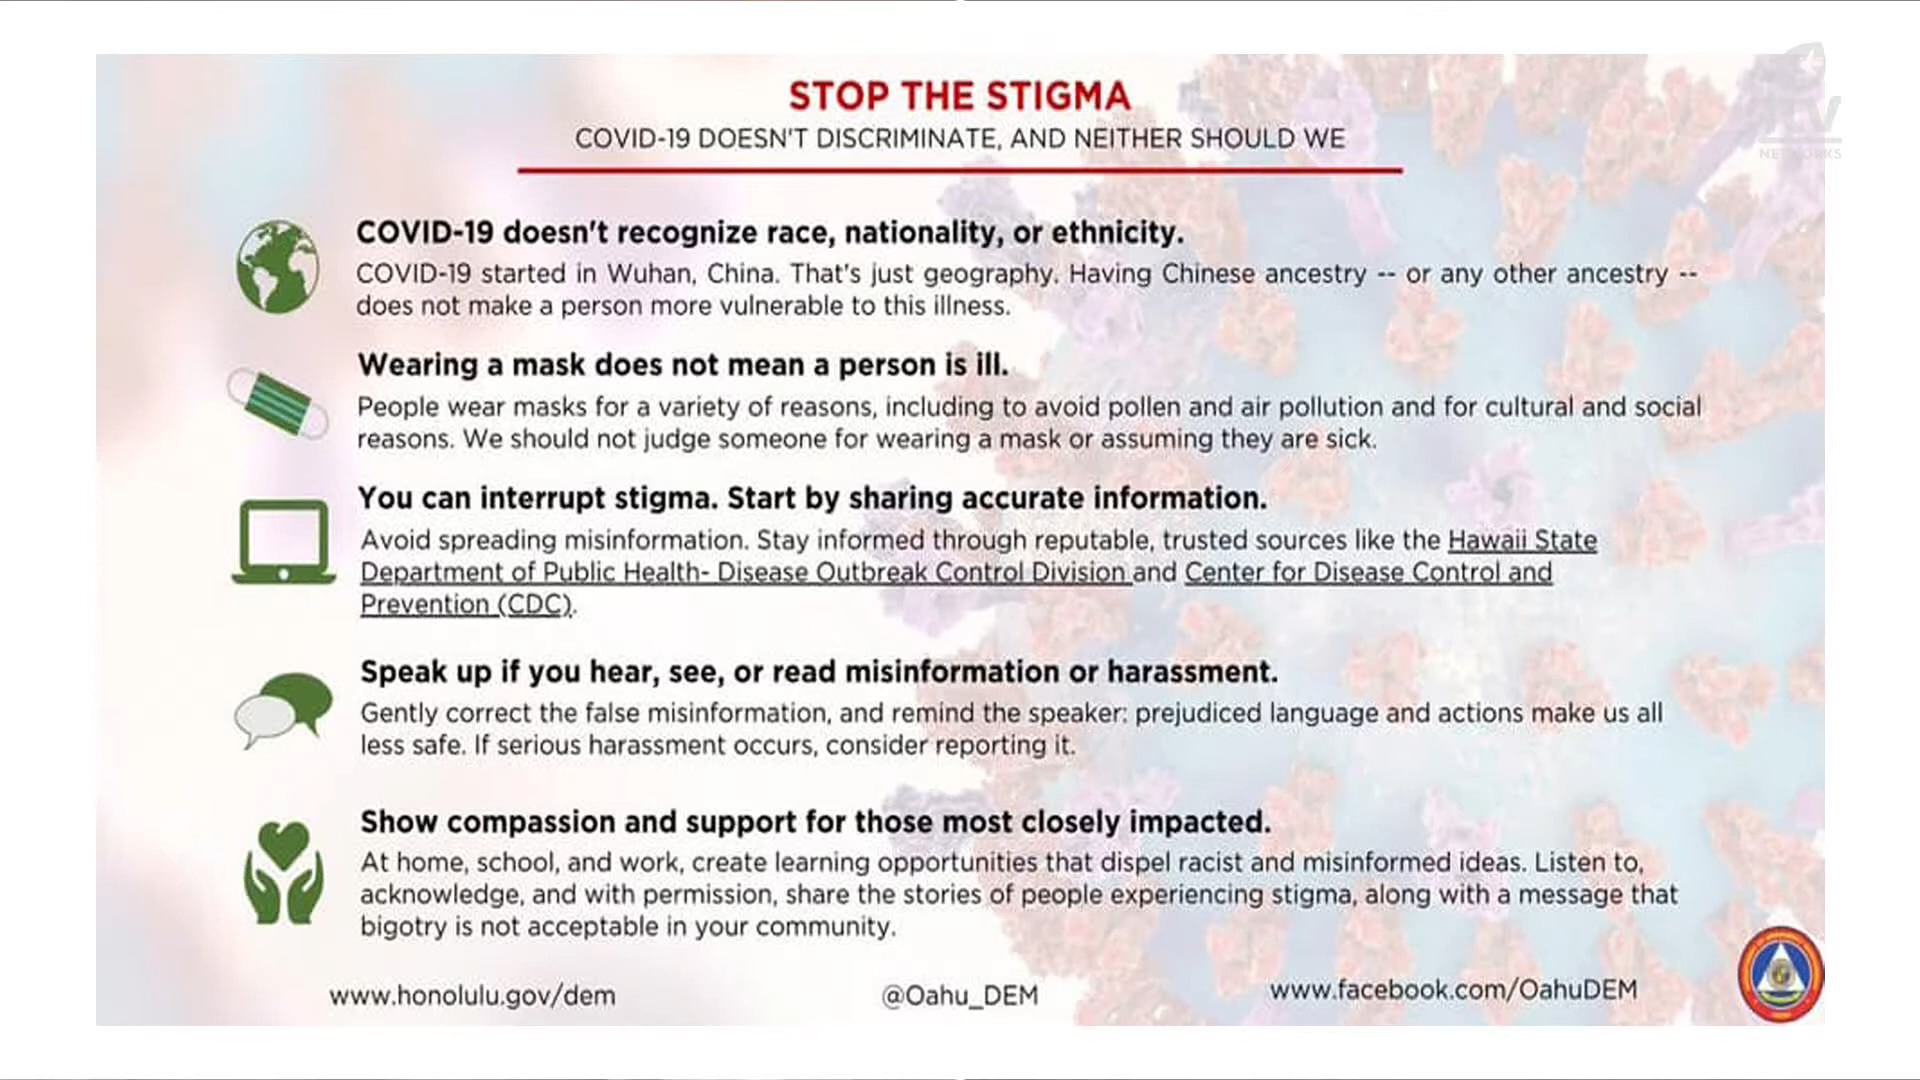 STOP THE STIGMA
COVID-19 DOESN'T DISCRIMINATE, AND NEITHER SHOULD WE
COVID-19 doesn't recognize race, nationality, or ethnicity.
COVID-19 started in Wuhan, China. That's just geography. Having Chinese ancestry -- or any other ancestry --
does not make a person more vulnerable to this illness.
Wearing a mask does not mean a person is ill.
People wear masks for a variety of reasons, including to avoid pollen and air pollution and for cultural and social
reasons. We should not judge someone for wearing a mask or assuming they are sick.
You can interrupt stigma. Start by sharing accurate information.
Avoid spreading misinformation. Stay informed through reputable, trusted sources like the Hawaii State
Department of Public Health- Disease Outbreak Control Division and Center for Disease Control and
Prevention (CDC).
Speak up if you hear, see, or read misinformation or harassment.
Gently correct the false misinformation, and remind the speaker: prejudiced language and actions make us all
less safe. If serious harassment occurs, consider reporting it.
Show compassion and support for those most closely impacted.
At home, school, and work, create learning opportunities that dispel racist and misinformed ideas. Listen to,
acknowledge, and with permission, share the stories of people experiencing stigma, along with a message that
bigotry is not acceptable in your community.
www.honolulu.gov/dem
@Oahu_DEM
www.facebook.com/OahuDEM
NETWORKS